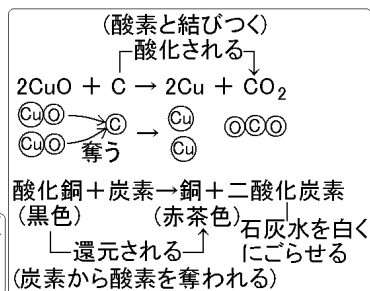 (酸素と結びつく)
酸化される
2CuO + C → 2Cu + CO₂
CuO
CuO
C
→
Cu
Cu
OCO
奪う
酸化銅+炭素→銅+二酸化炭素
(黒色)
(赤茶色)
石灰水を白く
にごらせる
還元される
(炭素から酸素を奪われる)